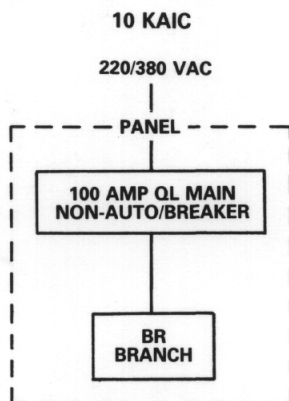 10 KAIC
220/380 VAC
PANEL
100 AMP QL MAIN
NON-AUTO/BREAKER
BR
BRANCH